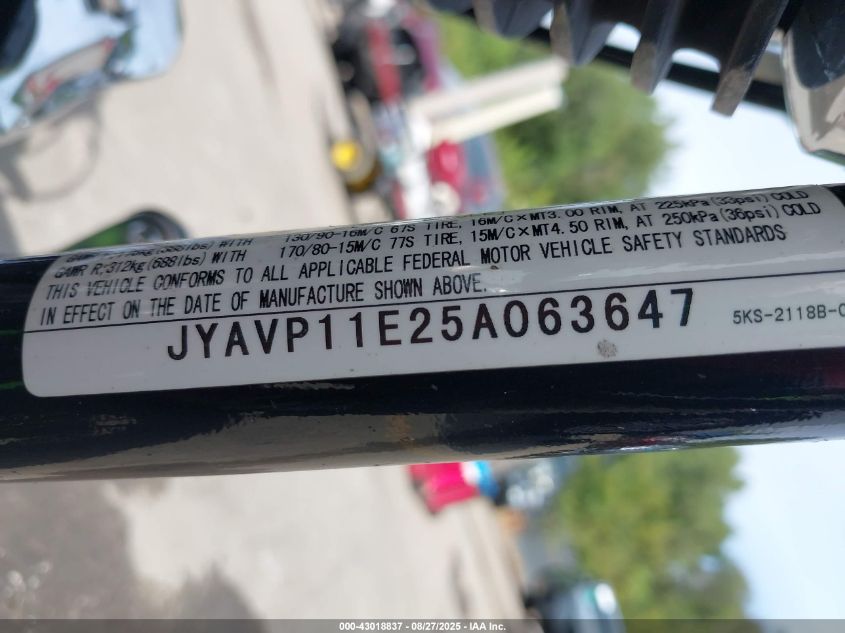 130/90-16M/C 67S TIRE, 16M/C×MT3.00 RIM, AT 225kPa(33psi)COLD
GAWR R/312kg(688lbs) WITH 170/80-15M/C 77S TIRE, 15M/C×MT4.50 RIM, AT 250kPa(36psi)COLD
THIS VEHICLE CONFORMS TO ALL APPLICABLE FEDERAL MOTOR VEHICLE SAFETY STANDARDS
IN EFFECT ON THE DATE OF MANUFACTURE SHOWN ABOVE.
JYAVP11E25A063647
5KS-2118B-
000-43018837 - 08/27/2025 - IAA Inc.